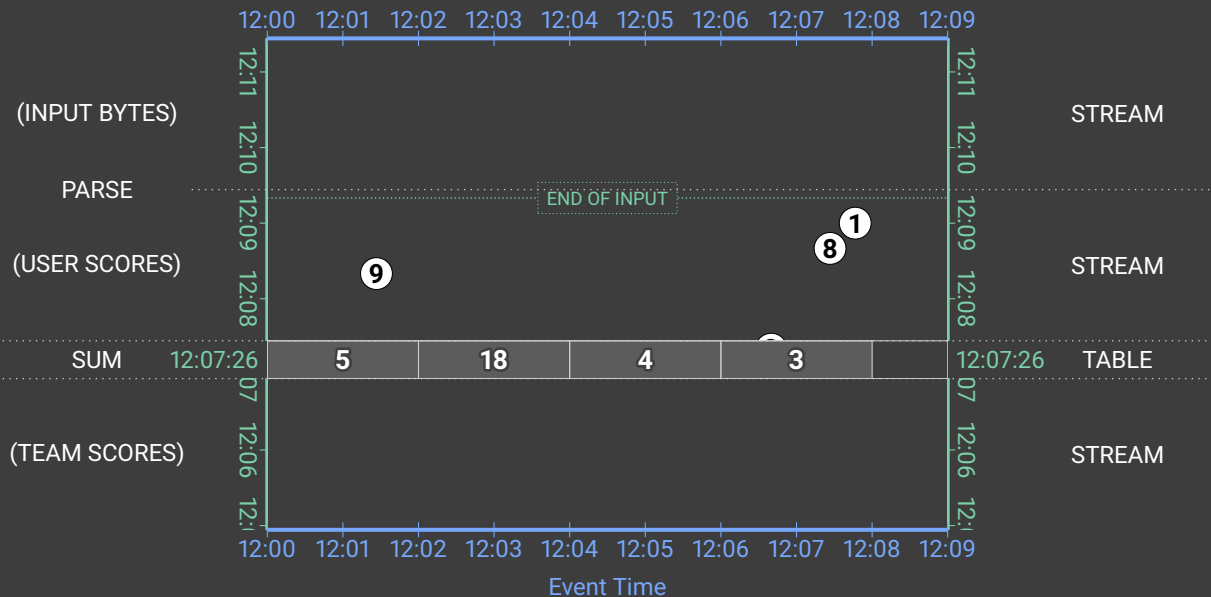 12:00 12:01 12:02 12:03 12:04 12:05 12:06 12:07 12:08 12:09
12:11 12:11
(INPUT BYTES) STREAM
12:10 12:10
PARSE
END OF INPUT
12:09 1 12:09
8
(USER SCORES) 9 STREAM
12:08 12:08
SUM 12:07:26 5 18 4 3 12:07:26 TABLE
07 07
12:06 12:06
(TEAM SCORES) STREAM
12:00 12:01 12:02 12:03 12:04 12:05 12:06 12:07 12:08 12:09
Event Time